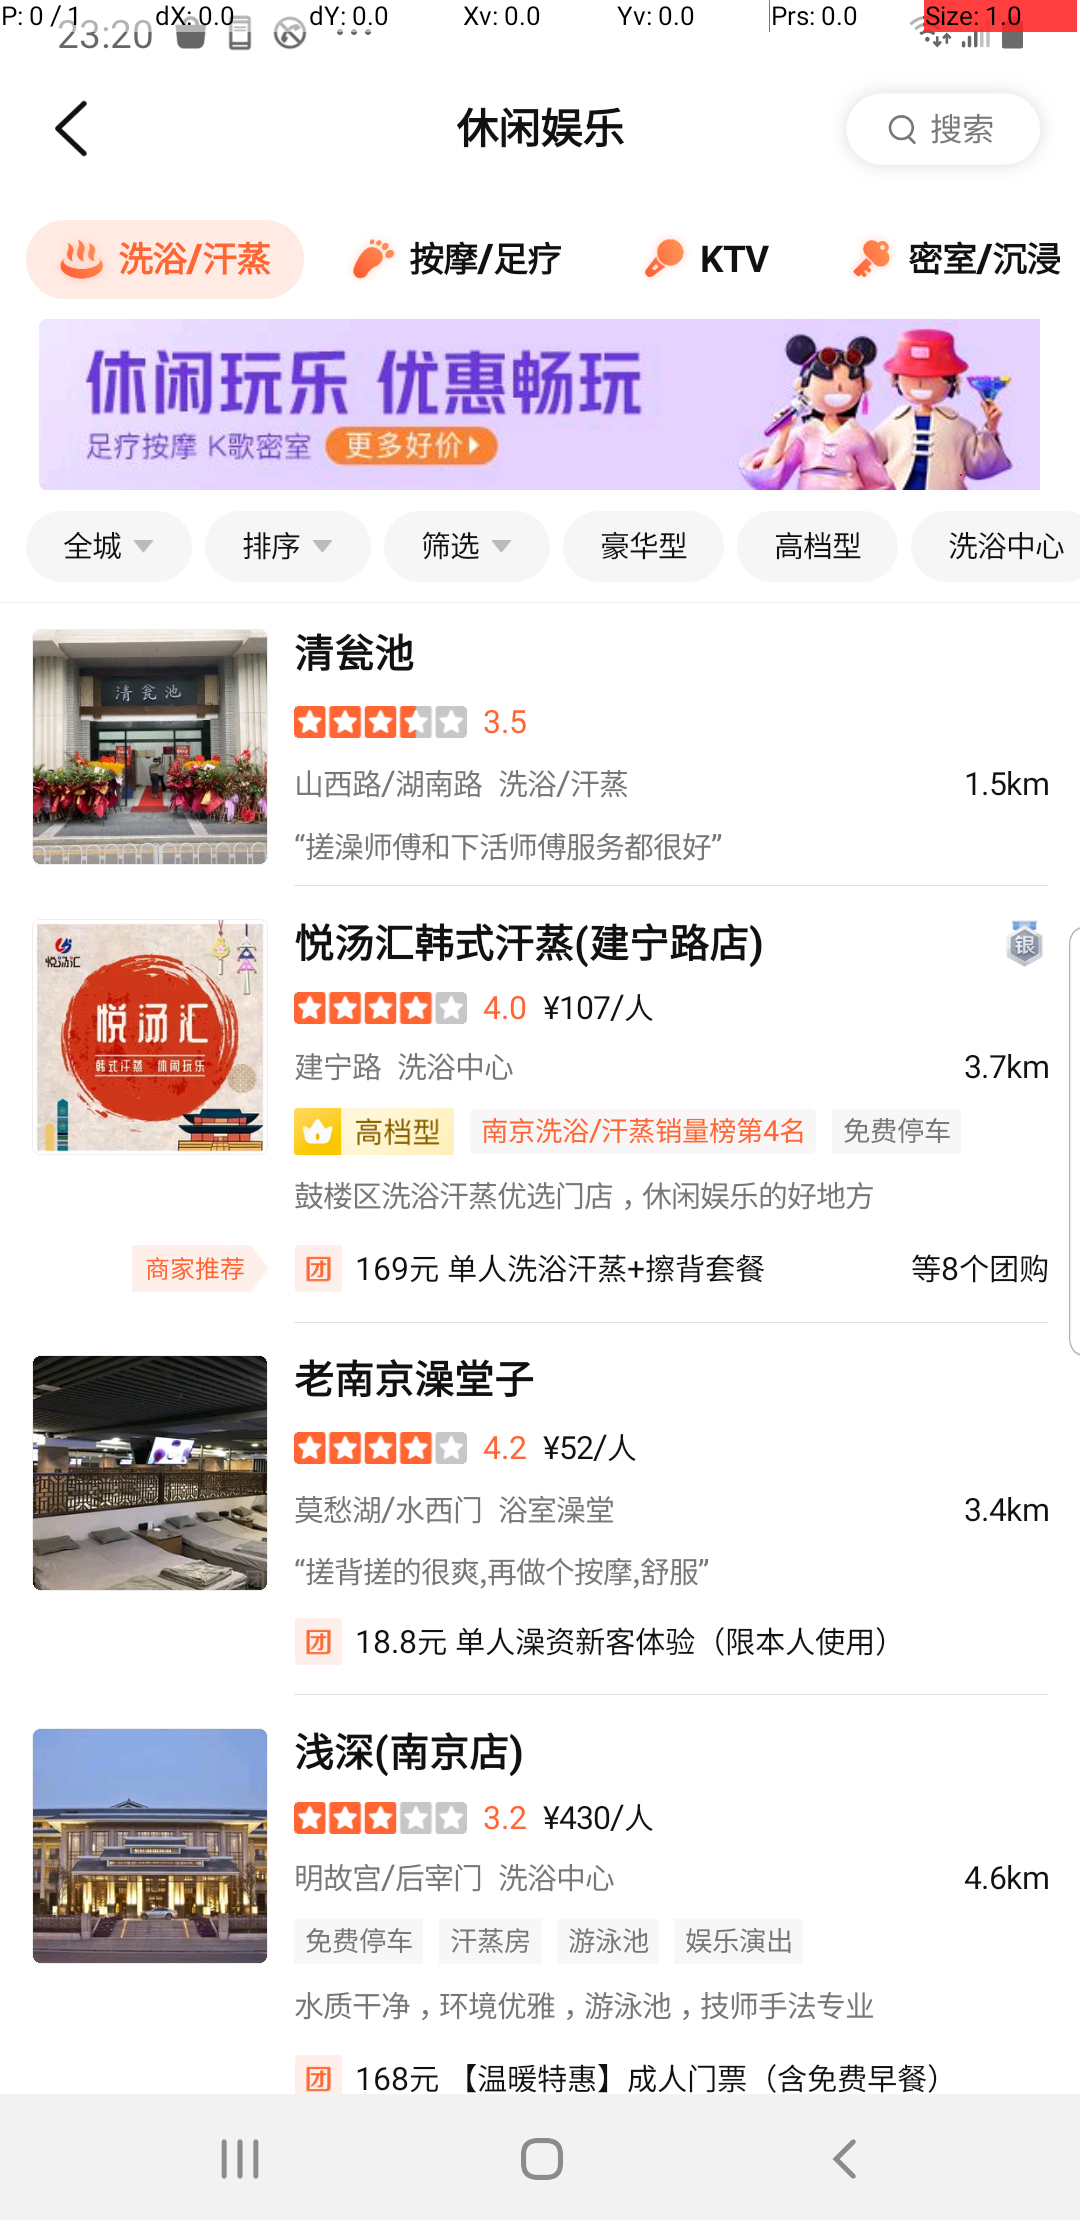 P: 0 / 1 dX: 0.0 dY: 0.0 Xv: 0.0 Yv: 0.0 Prs: 0.0 Size: 1.0
23:20
休闲娱乐
搜索
洗浴/汗蒸 按摩/足疗 KTV 密室/沉浸
休闲玩乐 优惠畅玩
足疗按摩 K歌密室 更多好价
全城 排序 筛选 豪华型 高档型 洗浴中心
清瓮池
清瓮池
3.5
山西路/湖南路 洗浴/汗蒸 1.5km
“搓澡师傅和下活师傅服务都很好”
悦汤汇
悦汤汇
韩式汗蒸 休闲玩乐
悦汤汇韩式汗蒸(建宁路店)
银
4.0 ¥107/人
建宁路 洗浴中心 3.7km
高档型 南京洗浴/汗蒸销量榜第4名 免费停车
鼓楼区洗浴汗蒸优选门店，休闲娱乐的好地方
商家推荐 团 169元 单人洗浴汗蒸+擦背套餐 等8个团购
老南京澡堂子
4.2 ¥52/人
莫愁湖/水西门 浴室澡堂 3.4km
“搓背搓的很爽,再做个按摩,舒服”
团 18.8元 单人澡资新客体验（限本人使用）
浅深(南京店)
3.2 ¥430/人
明故宫/后宰门 洗浴中心 4.6km
免费停车 汗蒸房 游泳池 娱乐演出
水质干净，环境优雅，游泳池，技师手法专业
团 168元 【温暖特惠】成人门票（含免费早餐）